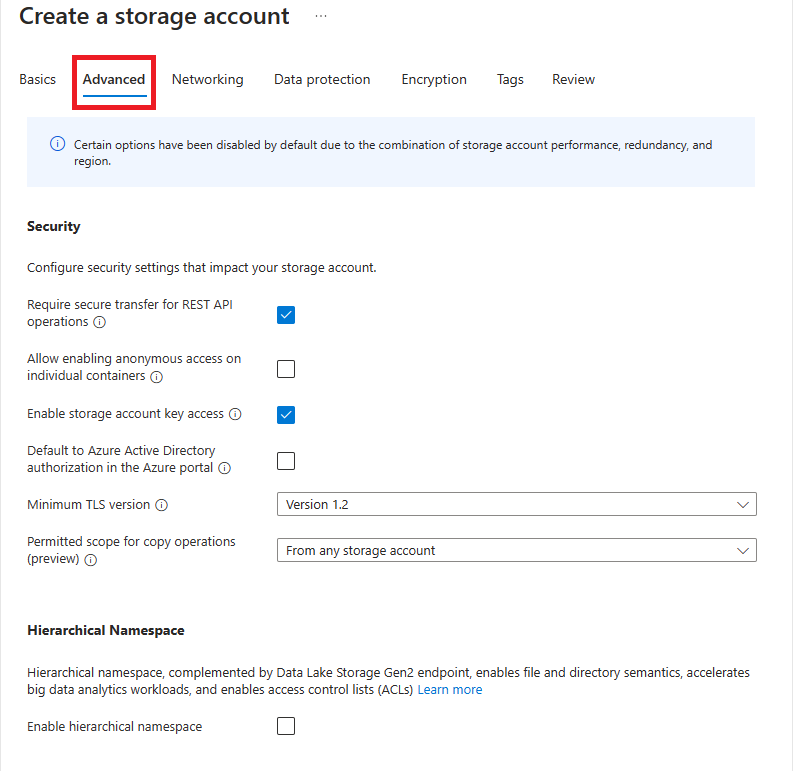 Create a storage account ...
Basics Advanced Networking Data protection Encryption Tags Review
Certain options have been disabled by default due to the combination of storage account performance, redundancy, and
region.
Security
Configure security settings that impact your storage account.
Require secure transfer for REST API
operations
Allow enabling anonymous access on
individual containers
Enable storage account key access
Default to Azure Active Directory
authorization in the Azure portal
Minimum TLS version
Version 1.2
Permitted scope for copy operations
(preview)
From any storage account
Hierarchical Namespace
Hierarchical namespace, complemented by Data Lake Storage Gen2 endpoint, enables file and directory semantics, accelerates
big data analytics workloads, and enables access control lists (ACLs) Learn more
Enable hierarchical namespace